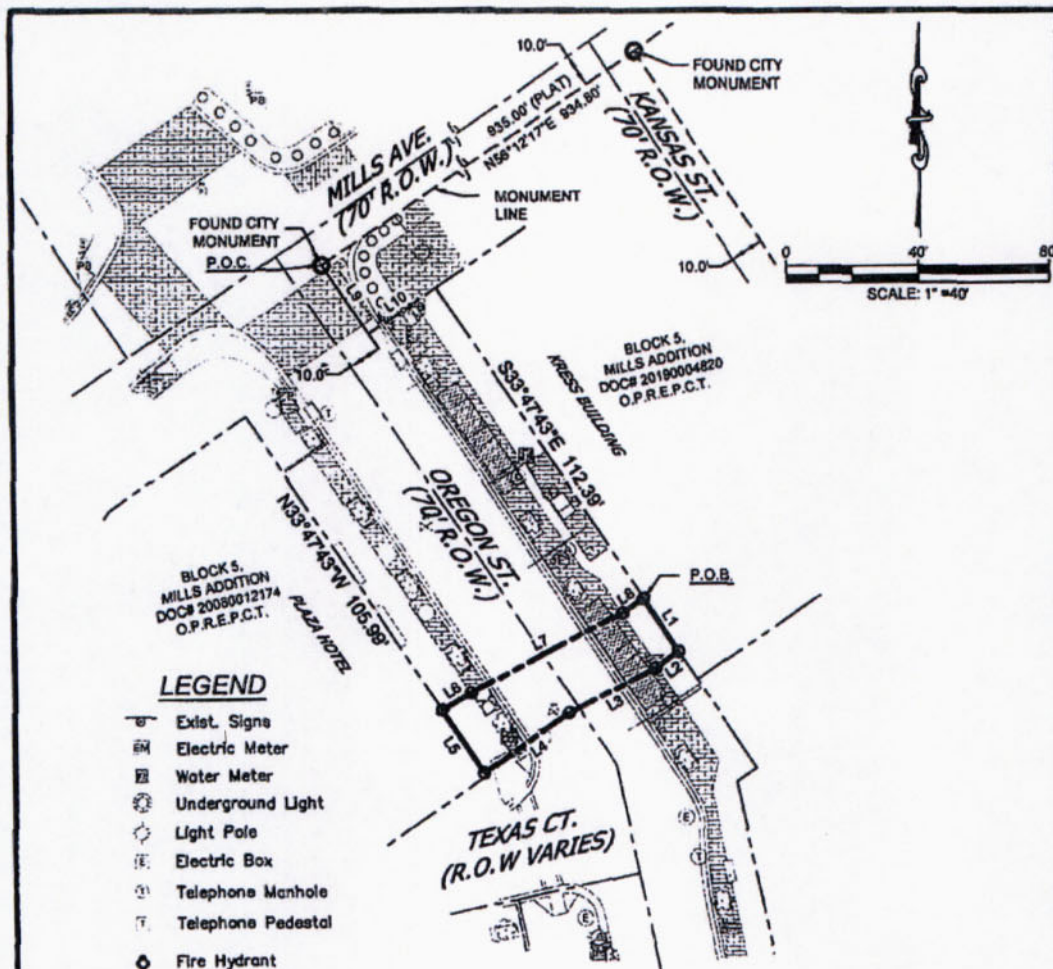 10.0'
FOUND CITY
MONUMENT
935.00' (PLAT)
N56°12'17"E 934.80'
KANSAS ST.
(70' R.O.W.)
MILLS AVE.
(70' R.O.W.)
MONUMENT
LINE
FOUND CITY
MONUMENT
P.O.C.
10.0'
0 40' 80
SCALE: 1" =40'
L9
L10
10.0'
BLOCK 5,
MILLS ADDITION
DOC# 20190004820
O.P.R.E.P.C.T.
KRESS BUILDING
S33°47'43"E 112.39'
OREGON ST.
(70' R.O.W.)
N33°47'43"W 105.99'
BLOCK 5,
MILLS ADDITION
DOC# 20080012174
O.P.R.E.P.C.T.
PLAZA HOTEL
P.O.B.
L8
L1
L7
L2
L6
L3
L5
L4
TEXAS CT.
(R.O.W VARIES)
LEGEND
Exist. Signs
EM Electric Meter
Water Meter
Underground Light
Light Pole
E Electric Box
T Telephone Manhole
T Telephone Pedestal
Fire Hydrant